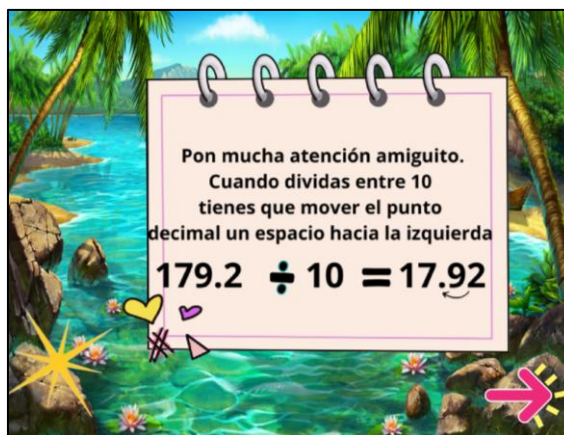 Pon mucha atención amiguito.
Cuando dividas entre 10
tienes que mover el punto
decimal un espacio hacia la izquierda
179.2 ÷ 10 = 17.92